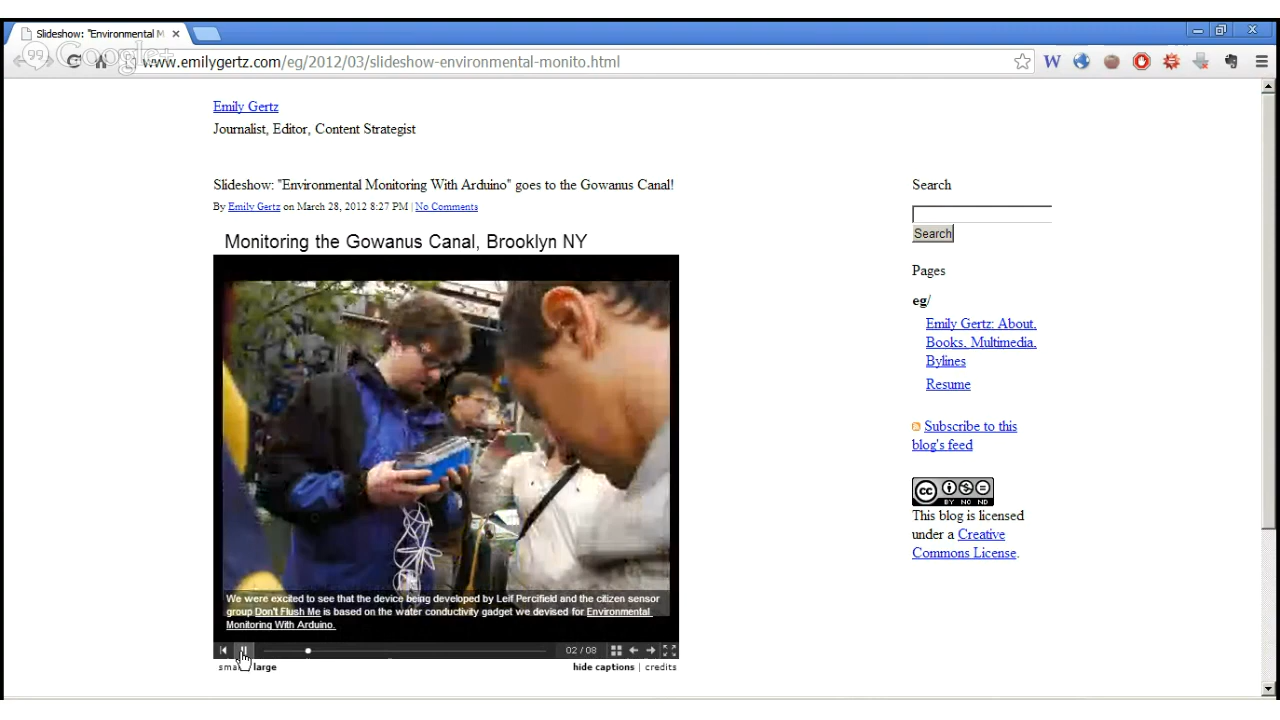 Slideshow: "Environmental M
Google+
www.emilygertz.com/eg/2012/03/slideshow-environmental-monito.html
W
Emily Gertz
Journalist, Editor, Content Strategist
Slideshow: "Environmental Monitoring With Arduino" goes to the Gowanus Canal!
By Emily Gertz on March 28, 2012 8:27 PM | No Comments
Monitoring the Gowanus Canal, Brooklyn NY
We were excited to see that the device being developed by Leif Percifield and the citizen sensor
group Don't Flush Me is based on the water conductivity gadget we devised for Environmental
Monitoring With Arduino.
02 / 08
large
hide captions | credits
Search
Search
Pages
eg/
Emily Gertz: About,
Books, Multimedia,
Bylines
Resume
Subscribe to this
blog's feed
cc
BY NC ND
This blog is licensed
under a Creative
Commons License.